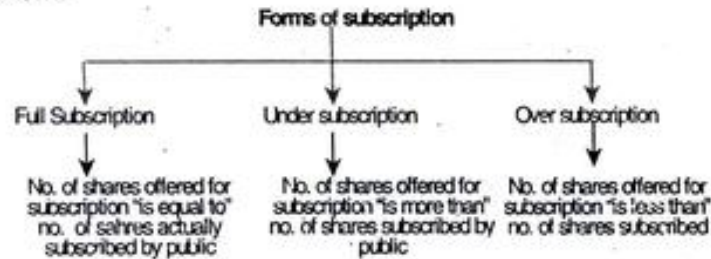 Forms of subscription
Full Subscription
Under subscription
Over subscription
No. of shares offered for
subscription "is equal to"
no. of sahres actually
subscribed by public
No. of shares offered for
subscription "is more than"
no. of shares subscribed by
public
No. of shares offered for
subscription "is less than"
no. of shares subscribed